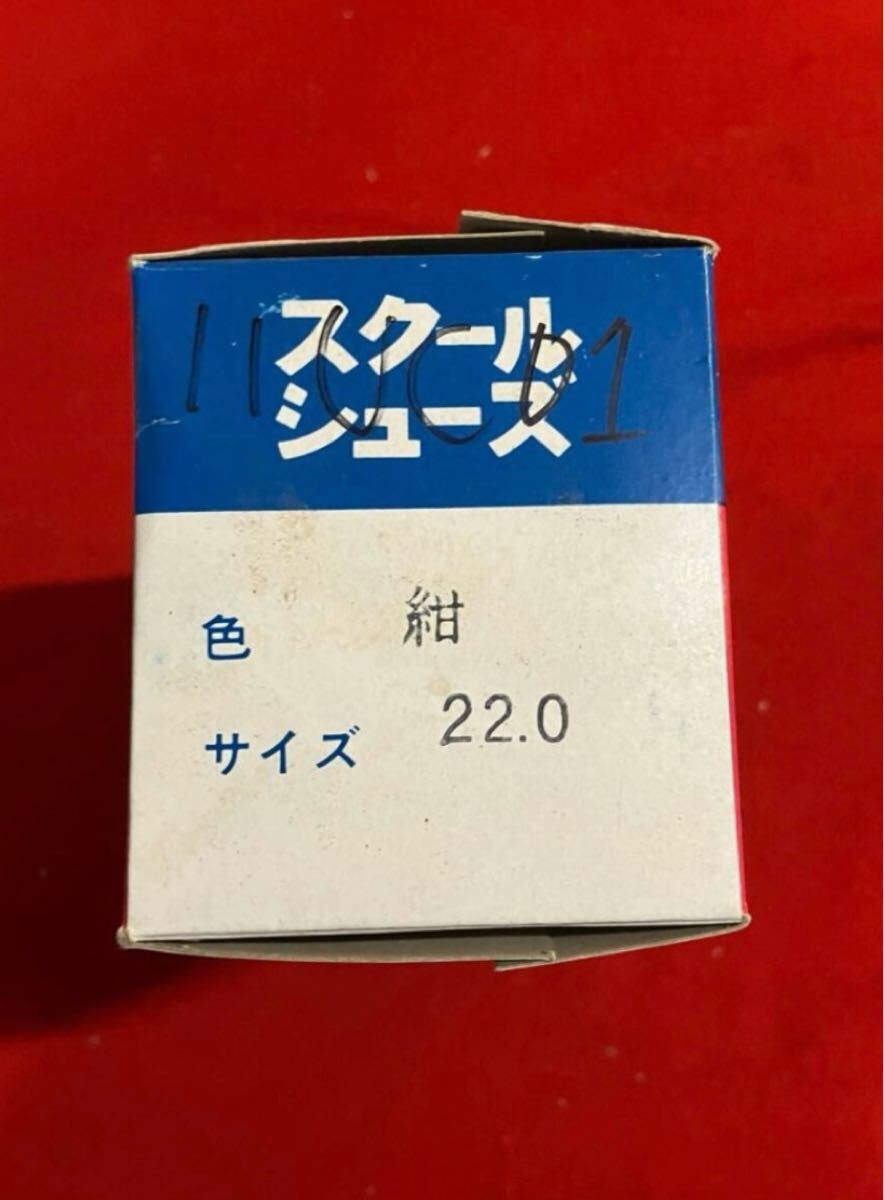 スクール
シューズ
色 紺
サイズ 22.0